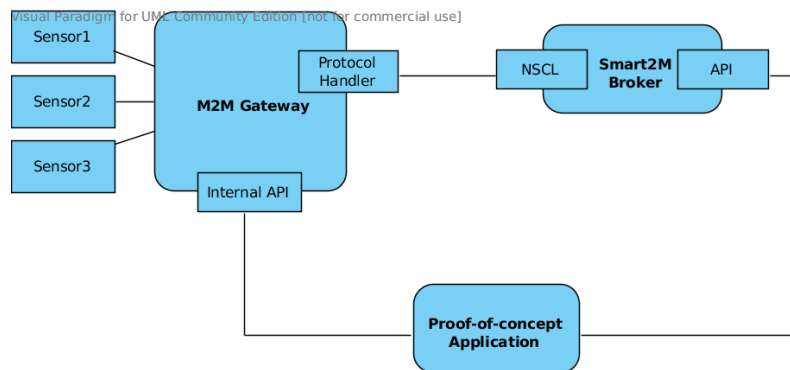 Visual Paradigm for UML Community Edition [not for commercial use]
Sensor1
Sensor2
Sensor3
M2M Gateway
Protocol
Handler
Internal API
NSCL
Smart2M
Broker
API
Proof-of-concept
Application